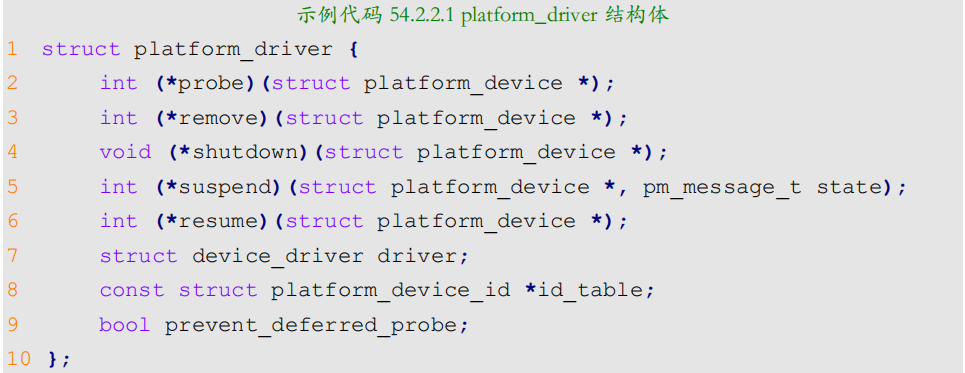 示例代码 54.2.2.1 platform_driver 结构体
1 struct platform_driver {
2     int (*probe)(struct platform_device *);
3     int (*remove)(struct platform_device *);
4     void (*shutdown)(struct platform_device *);
5     int (*suspend)(struct platform_device *, pm_message_t state);
6     int (*resume)(struct platform_device *);
7     struct device_driver driver;
8     const struct platform_device_id *id_table;
9     bool prevent_deferred_probe;
10 };